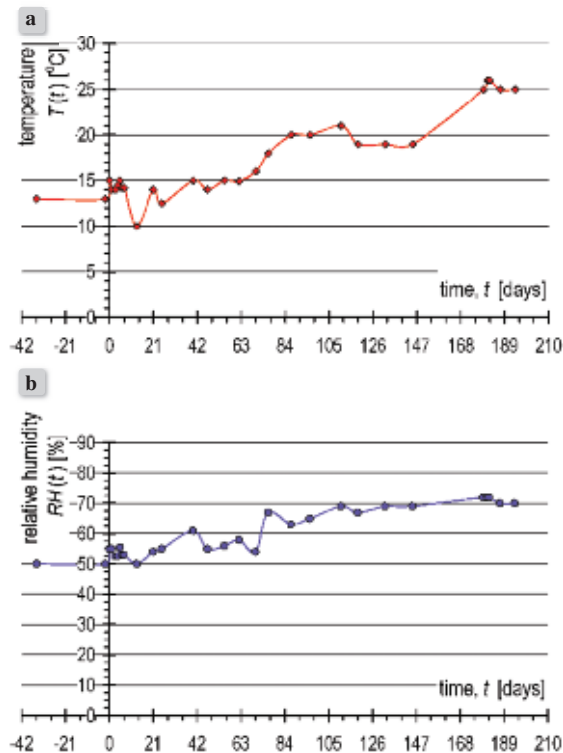 a
temperature
T(t) [°C]
30
25
20
15
10
5
0
time, t [days]
-42 -21 0 21 42 63 84 105 126 147 168 189 210
b
relative humidity
RH(t) [%]
90
80
70
60
50
40
30
20
10
0
time, t [days]
-42 -21 0 21 42 63 84 105 126 147 168 189 210